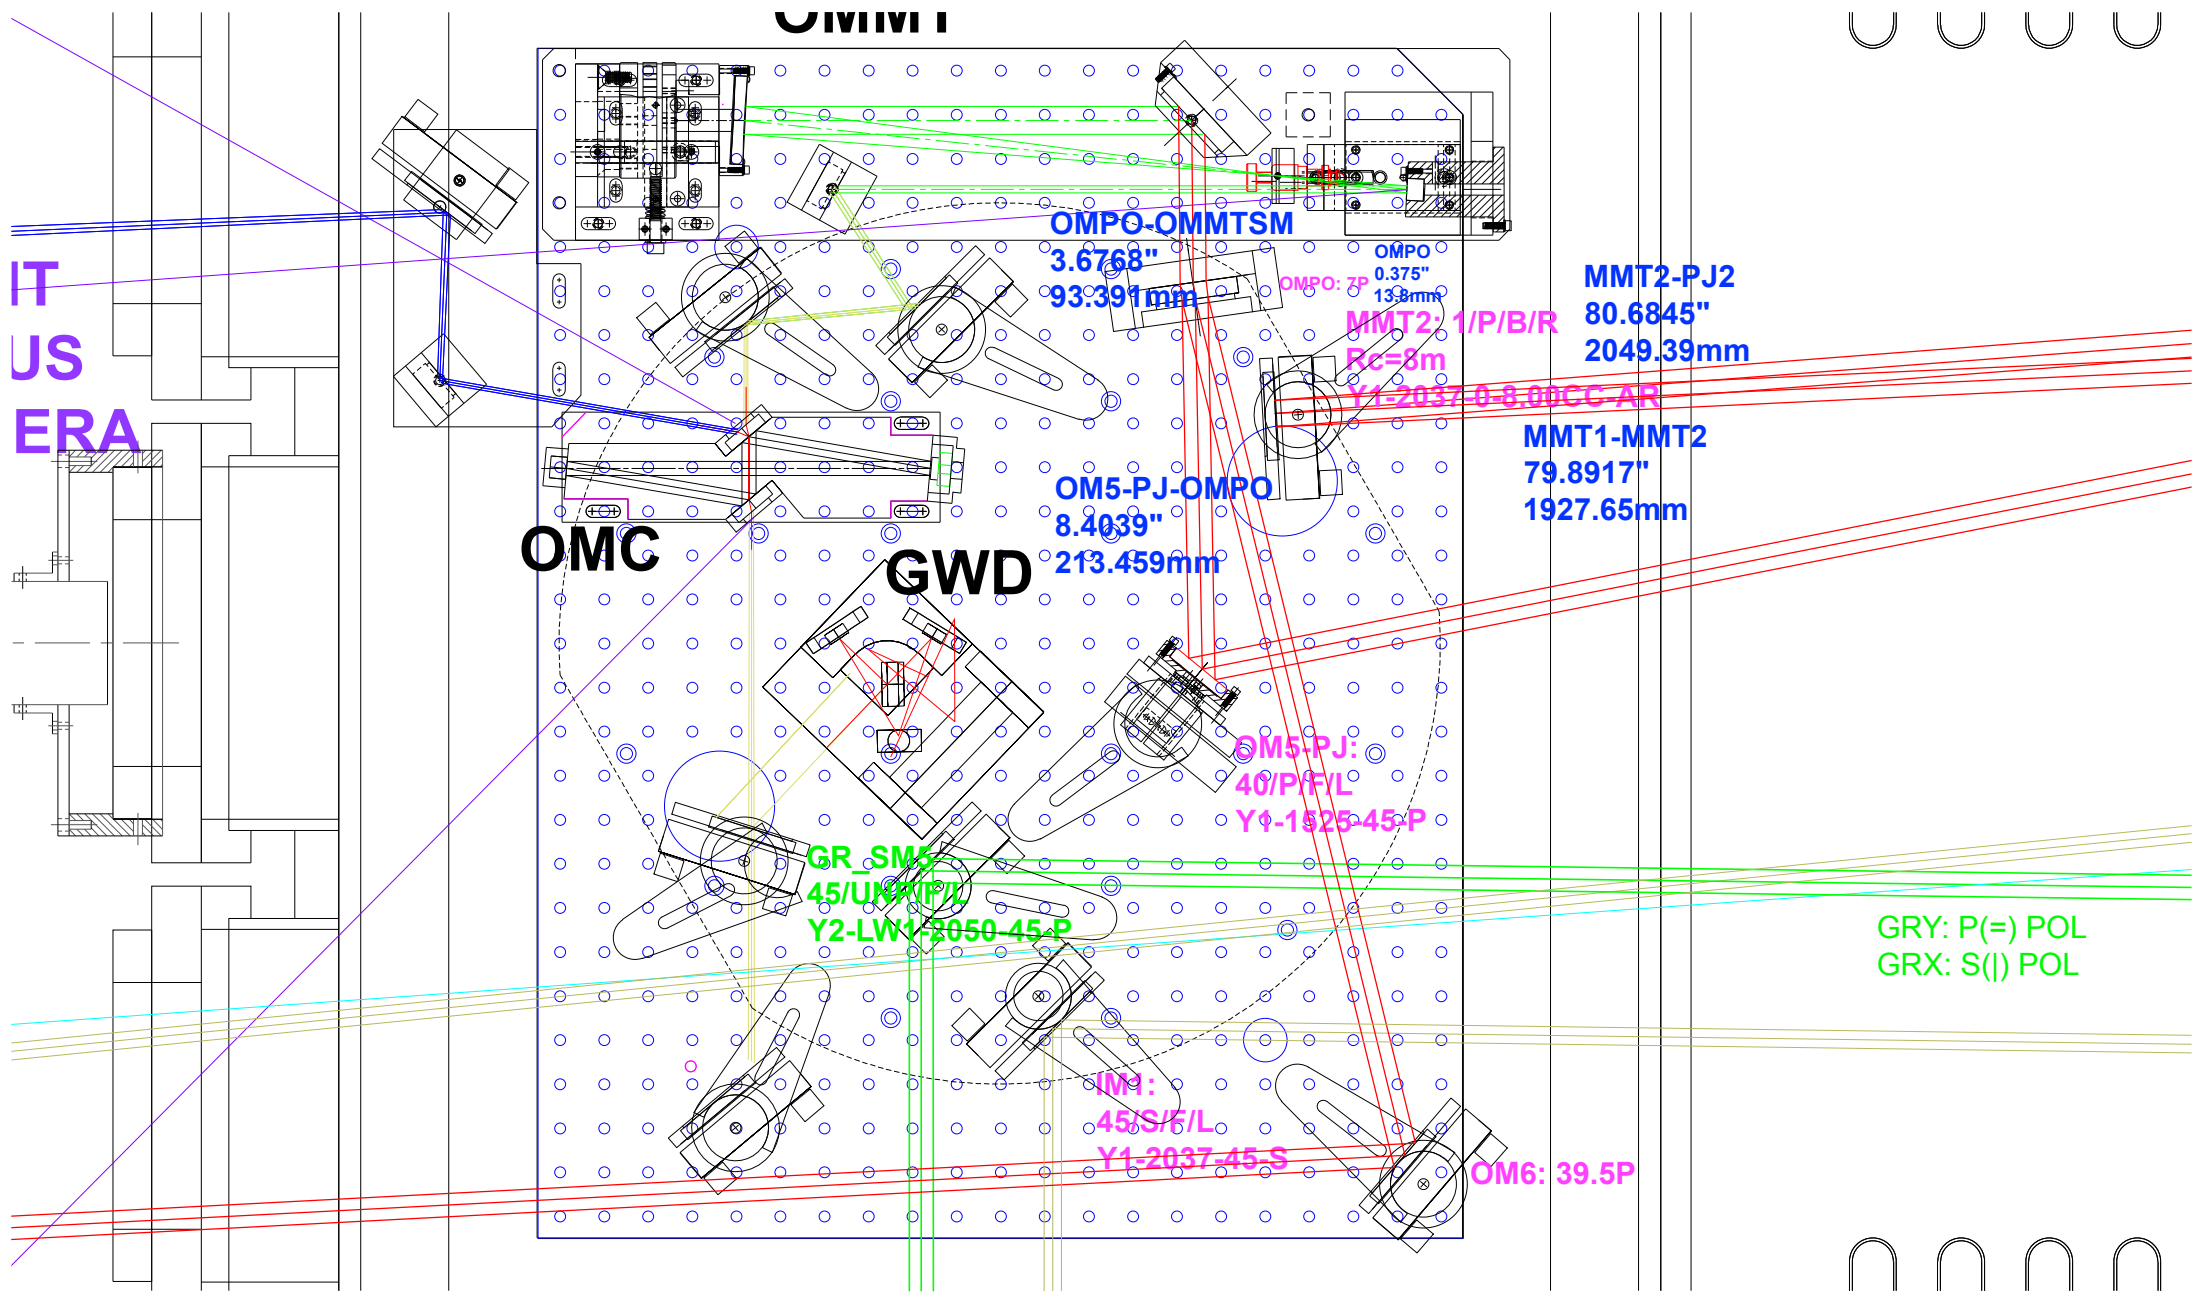 OMMT
OMPO-OMMTSM
3.6768"
93.391mm
OMPO
0.375"
13.8mm
OMPO: 7P
MMT2-PJ2
80.6845"
2049.39mm
MMT2: 1/P/B/R
Rc=8m
Y1-2037-0-8.00CC-AR
MMT1-MMT2
79.8917"
1927.65mm
IT
US
ERA
OM5-PJ-OMPO
8.4039"
213.459mm
OMC
GWD
OM5-PJ:
40/P/F/L
Y1-1525-45-P
GR_SM5
45/UNP/F/L
Y2-LW1-2050-45-P
GRY: P(=) POL
GRX: S(|) POL
IM1:
45/S/F/L
Y1-2037-45-S
OM6: 39.5P